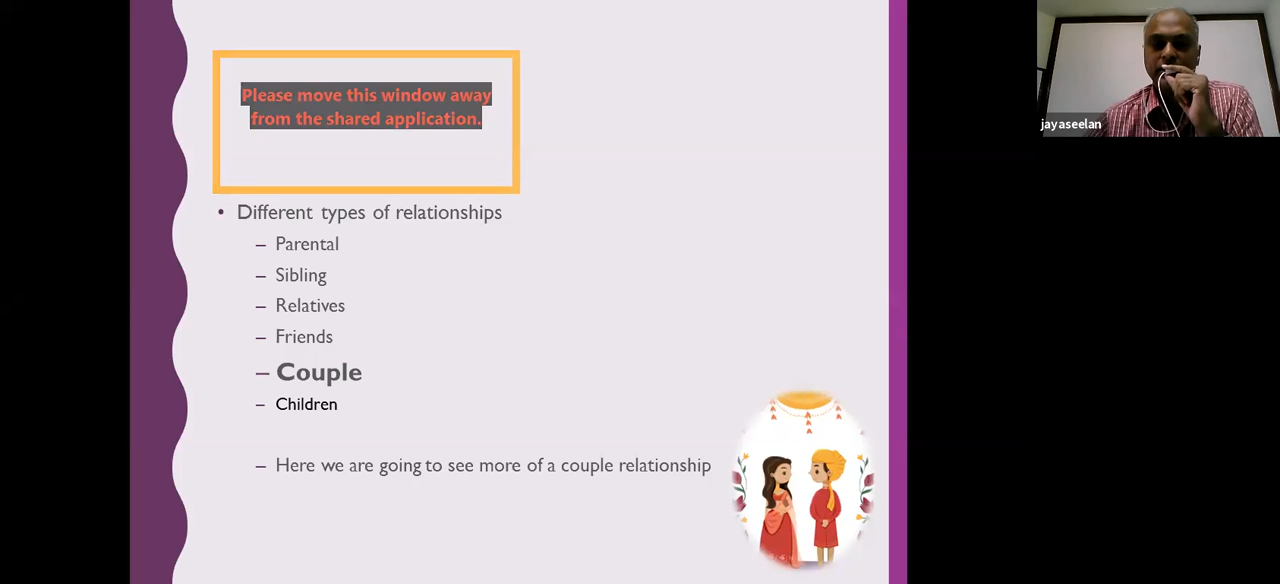 Please move this window away
from the shared application.
• Different types of relationships
– Parental
– Sibling
– Relatives
– Friends
– Couple
– Children
– Here we are going to see more of a couple relationship
jayaseelan